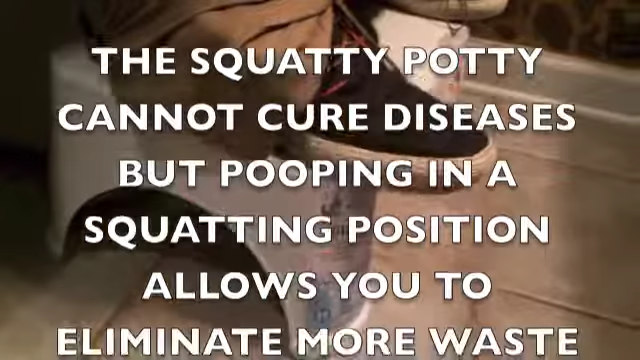 THE SQUATTY POTTY
CANNOT CURE DISEASES
BUT POOPING IN A
SQUATTING POSITION
ALLOWS YOU TO
ELIMINATE MORE WASTE